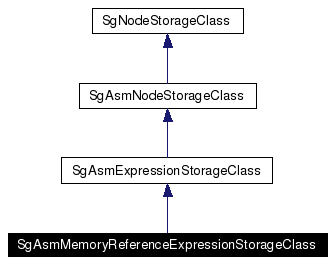 SgNodeStorageClass
SgAsmNodeStorageClass
SgAsmExpressionStorageClass
SgAsmMemoryReferenceExpressionStorageClass